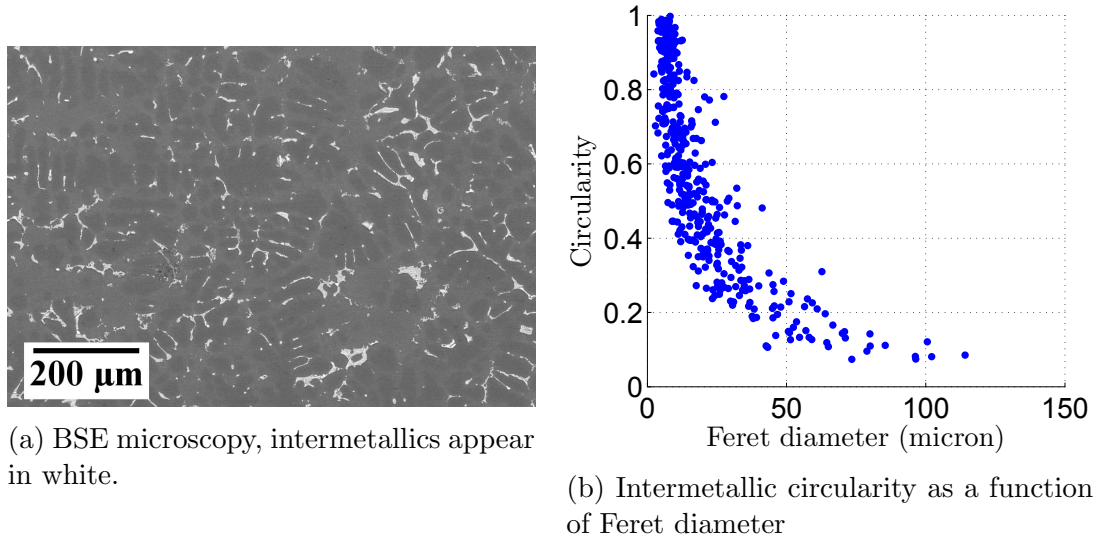 200 μm
(a) BSE microscopy, intermetallics appear
in white.
1
0.8
0.6
0.4
0.2
0
0 50 100 150
Circularity
Feret diameter (micron)
(b) Intermetallic circularity as a function
of Feret diameter